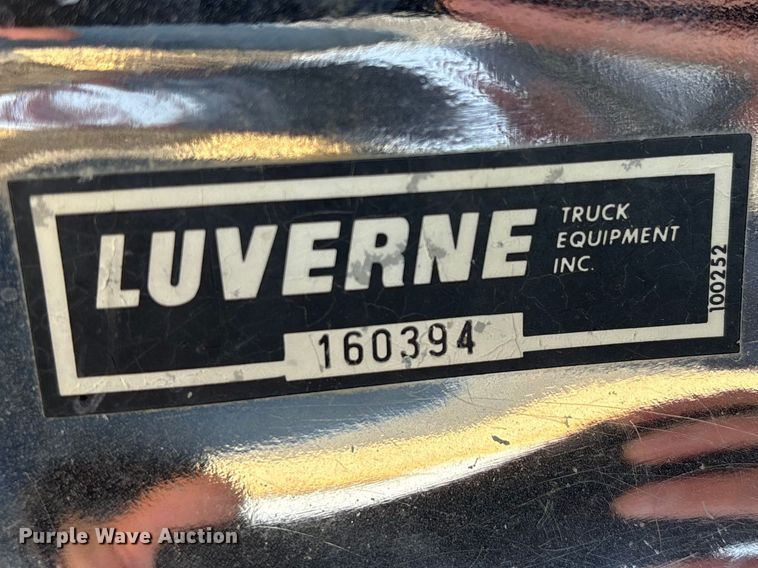 LUVERNE
TRUCK
EQUIPMENT
INC.
100252
160394
Purple Wave Auction